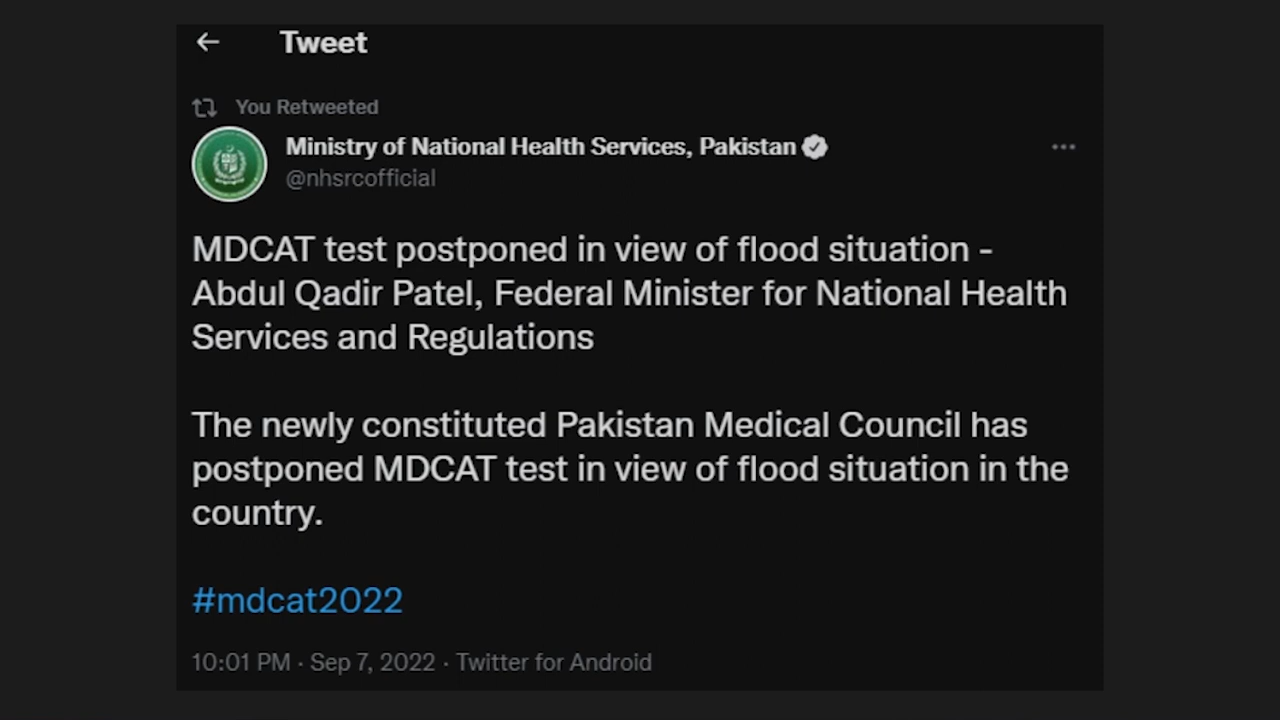 Tweet
You Retweeted
Ministry of National Health Services, Pakistan
@nhsrcofficial
MDCAT test postponed in view of flood situation -
Abdul Qadir Patel, Federal Minister for National Health
Services and Regulations
The newly constituted Pakistan Medical Council has
postponed MDCAT test in view of flood situation in the
country.
#mdcat2022
10:01 PM · Sep 7, 2022 · Twitter for Android